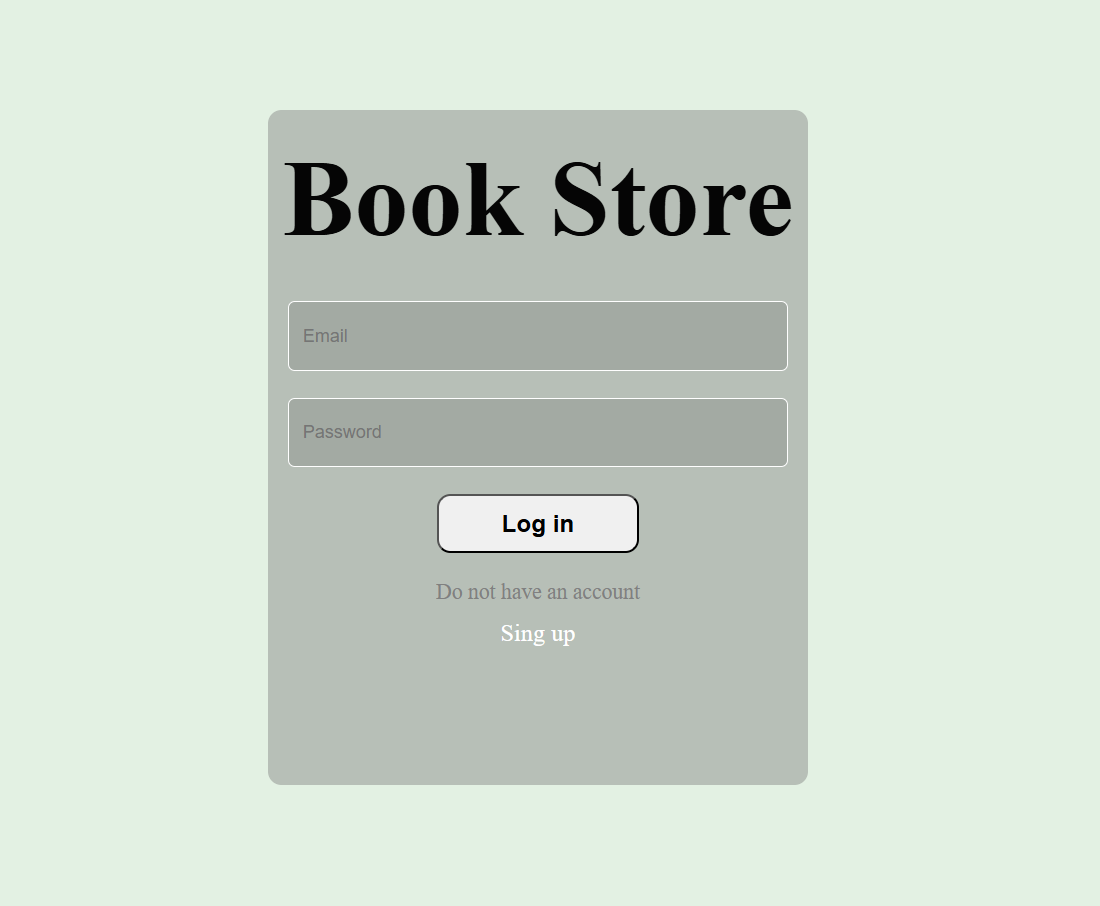 Book Store
Email
Password
Log in
Do not have an account
Sing up